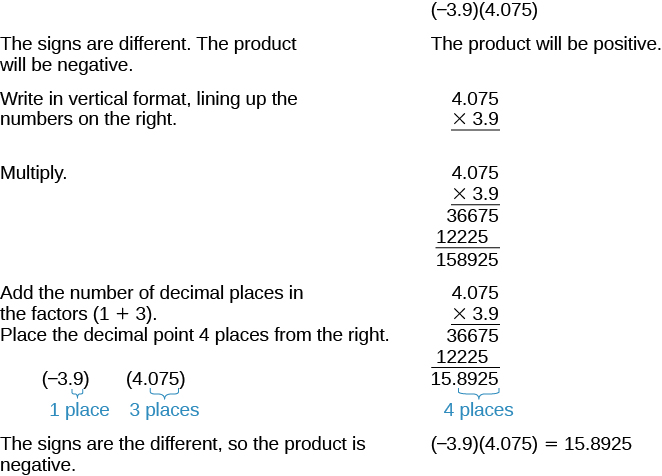 (−3.9)(4.075)
The signs are different. The product
will be negative.
The product will be positive.
Write in vertical format, lining up the
numbers on the right.
4.075
× 3.9
Multiply.
4.075
× 3.9
36675
12225
158925
Add the number of decimal places in
the factors (1 + 3).
Place the decimal point 4 places from the right.
(−3.9) (4.075)
1 place 3 places
4.075
× 3.9
36675
12225
15.8925
4 places
The signs are the different, so the product is
negative.
(−3.9)(4.075) = 15.8925